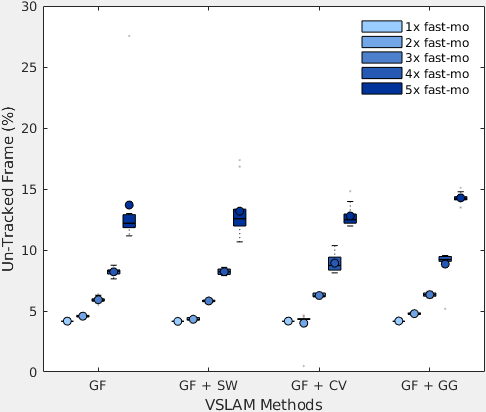 30
25
20
15
10
5
0
Un-Tracked Frame (%)
1x fast-mo
2x fast-mo
3x fast-mo
4x fast-mo
5x fast-mo
GF GF + SW GF + CV GF + GG
VSLAM Methods